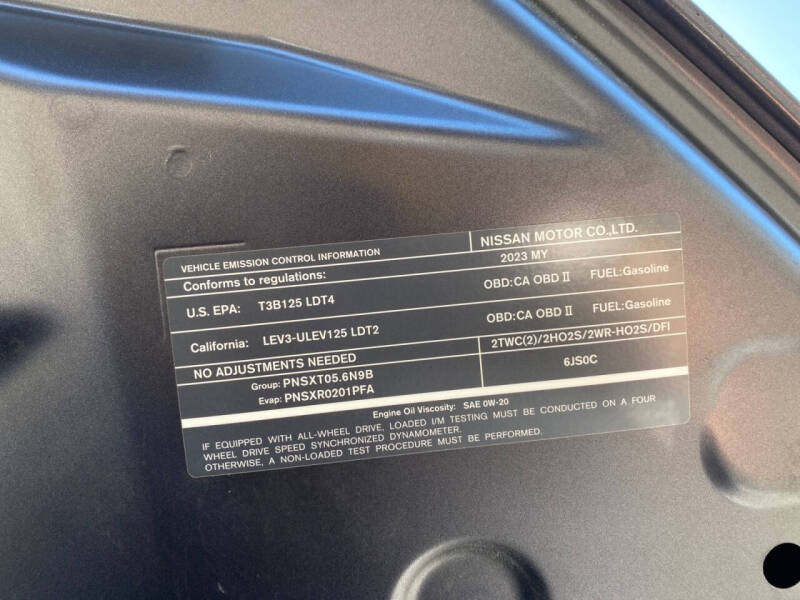 VEHICLE EMISSION CONTROL INFORMATION NISSAN MOTOR CO.,LTD.
Conforms to regulations: 2023 MY
U.S. EPA: T3B125 LDT4 OBD:CA OBD II FUEL:Gasoline
California: LEV3-ULEV125 LDT2 OBD:CA OBD II FUEL:Gasoline
NO ADJUSTMENTS NEEDED 2TWC(2)/2HO2S/2WR-HO2S/DFI
Group: PNSXT05.6N9B 6JS0C
Evap: PNSXR0201PFA
Engine Oil Viscosity: SAE 0W-20
IF EQUIPPED WITH ALL-WHEEL DRIVE, LOADED I/M TESTING MUST BE CONDUCTED ON A FOUR
WHEEL DRIVE SPEED SYNCHRONIZED DYNAMOMETER.
OTHERWISE, A NON-LOADED TEST PROCEDURE MUST BE PERFORMED.